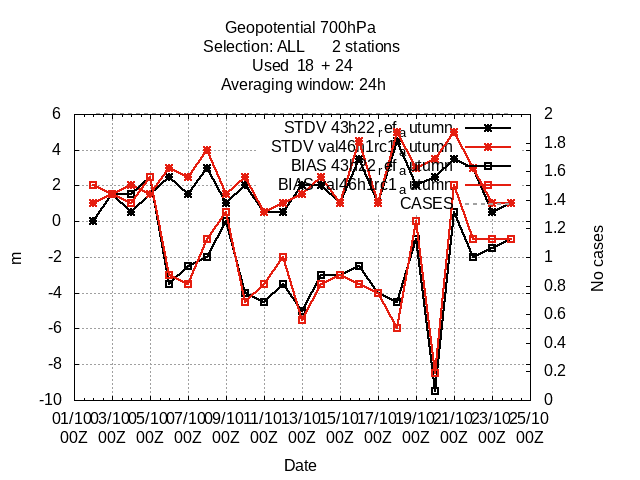 Geopotential 700hPa
Selection: ALL 2 stations
Used 18 + 24
Averaging window: 24h
6 4 2 0 -2 -4 -6 -8 -10
m
STDV 43h22refautumn
STDV val46h1rc1autumn
BIAS 43h22refautumn
BIAS val46h1rc1autumn
CASES
2 1.8 1.6 1.4 1.2 1 0.8 0.6 0.4 0.2 0
No cases
01/10 03/10 05/10 07/10 09/10 11/10 13/10 15/10 17/10 19/10 21/10 23/10 25/10
00Z 00Z 00Z 00Z 00Z 00Z 00Z 00Z 00Z 00Z 00Z 00Z 00Z
Date